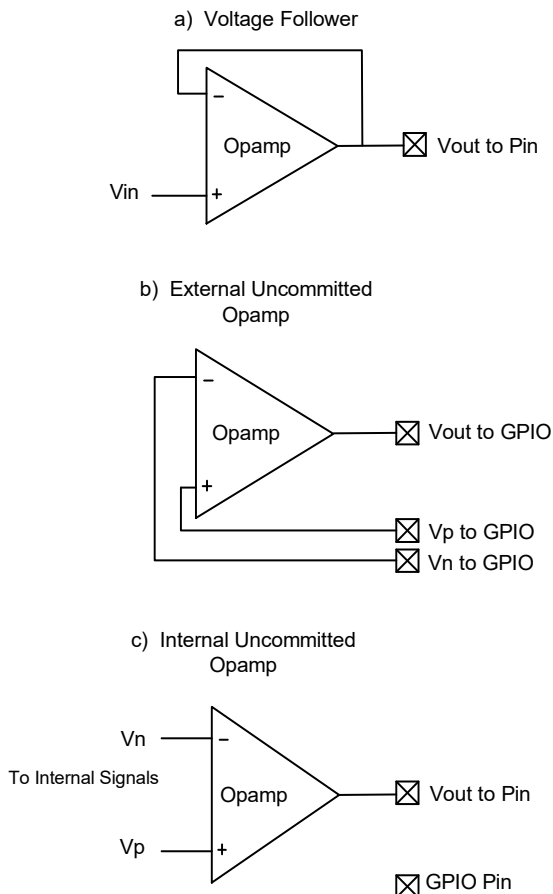 a) Voltage Follower
−
Opamp
Vout to Pin
Vin
+
b) External Uncommitted
Opamp
−
Opamp
Vout to GPIO
+
Vp to GPIO
Vn to GPIO
c) Internal Uncommitted
Opamp
Vn
−
To Internal Signals
Opamp
Vout to Pin
Vp
+
GPIO Pin